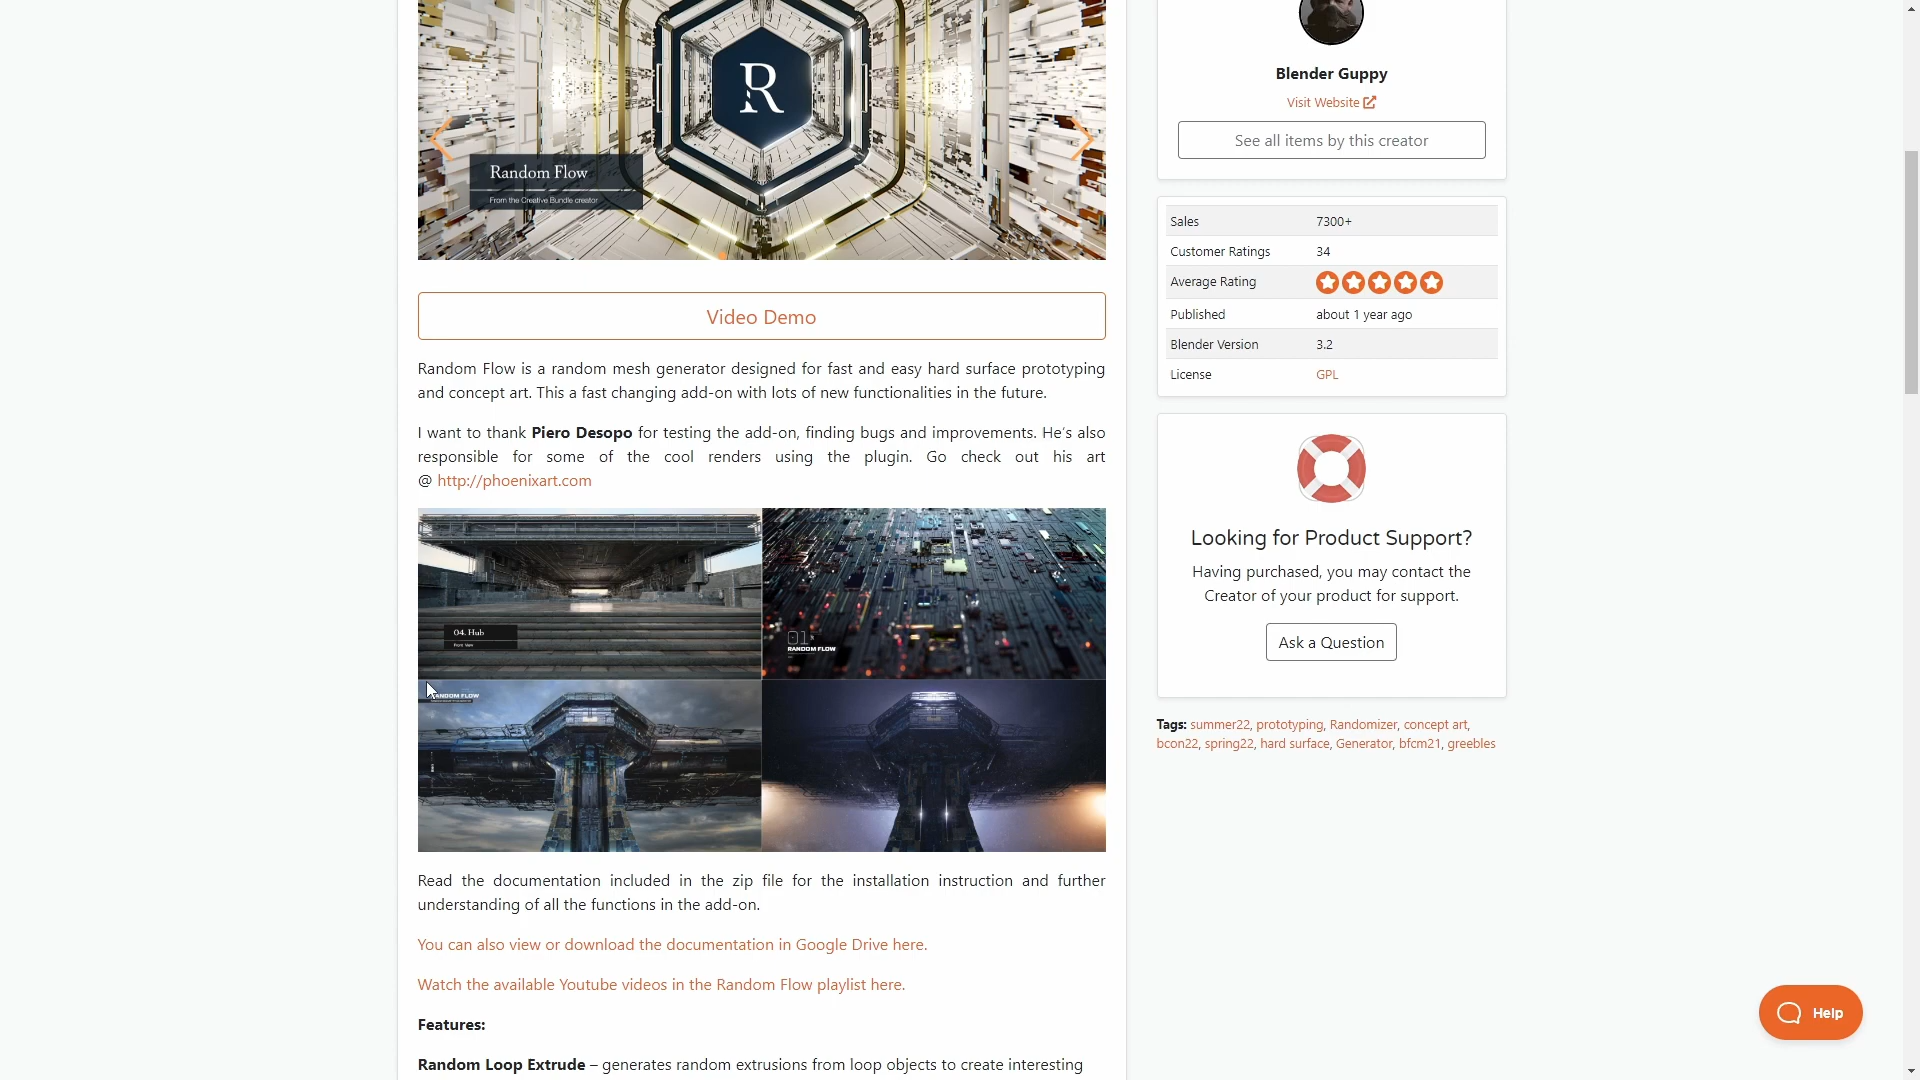 R
Random Flow
From the Creative Bundle creator
Video Demo
Random Flow is a random mesh generator designed for fast and easy hard surface prototyping
and concept art. This a fast changing add-on with lots of new functionalities in the future.
I want to thank Piero Desopo for testing the add-on, finding bugs and improvements. He's also
responsible for some of the cool renders using the plugin. Go check out his art
@ http://phoenixart.com
04. Hub
Front View
01
RANDOM FLOW
RANDOM FLOW
Read the documentation included in the zip file for the installation instruction and further
understanding of all the functions in the add-on.
You can also view or download the documentation in Google Drive here.
Watch the available Youtube videos in the Random Flow playlist here.
Features:
Random Loop Extrude – generates random extrusions from loop objects to create interesting
Blender Guppy
Visit Website
See all items by this creator
Sales 7300+
Customer Ratings 34
Average Rating
Published about 1 year ago
Blender Version 3.2
License GPL
Looking for Product Support?
Having purchased, you may contact the
Creator of your product for support.
Ask a Question
Tags: summer22, prototyping, Randomizer, concept art,
bcon22, spring22, hard surface, Generator, bfcm21, greebles
Help